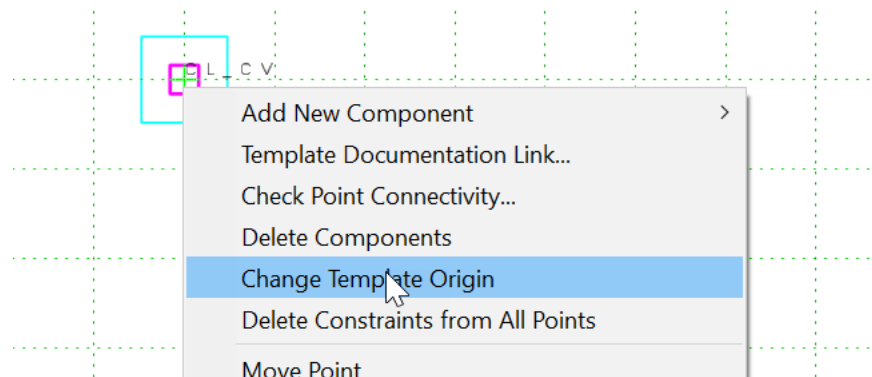 CL_CV
Add New Component
Template Documentation Link...
Check Point Connectivity...
Delete Components
Change Template Origin
Delete Constraints from All Points
Move Point